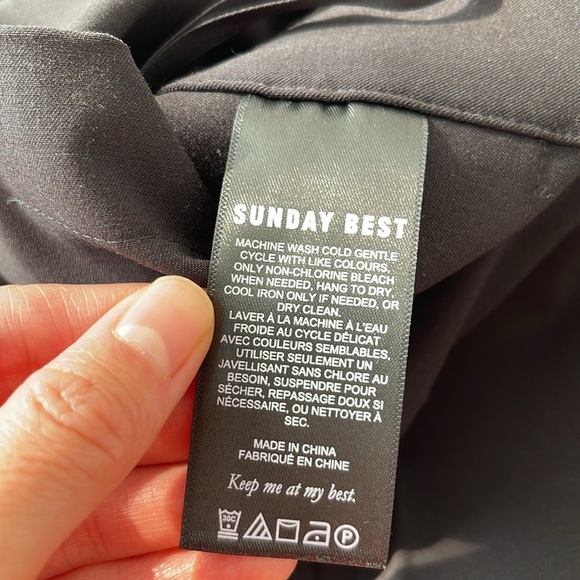 SUNDAY BEST
MACHINE WASH COLD GENTLE
CYCLE WITH LIKE COLOURS,
ONLY NON-CHLORINE BLEACH
WHEN NEEDED, HANG TO DRY,
COOL IRON ONLY IF NEEDED, OR
DRY CLEAN.
LAVER À LA MACHINE À L'EAU
FROIDE AU CYCLE DÉLICAT
AVEC COULEURS SEMBLABLES,
UTILISER SEULEMENT UN
JAVELLISANT SANS CHLORE AU
BESOIN, SUSPENDRE POUR
SÉCHER, REPASSAGE DOUX SI
NÉCESSAIRE, OU NETTOYER À
SEC.
MADE IN CHINA
FABRIQUÉ EN CHINE
Keep me at my best.
30C P